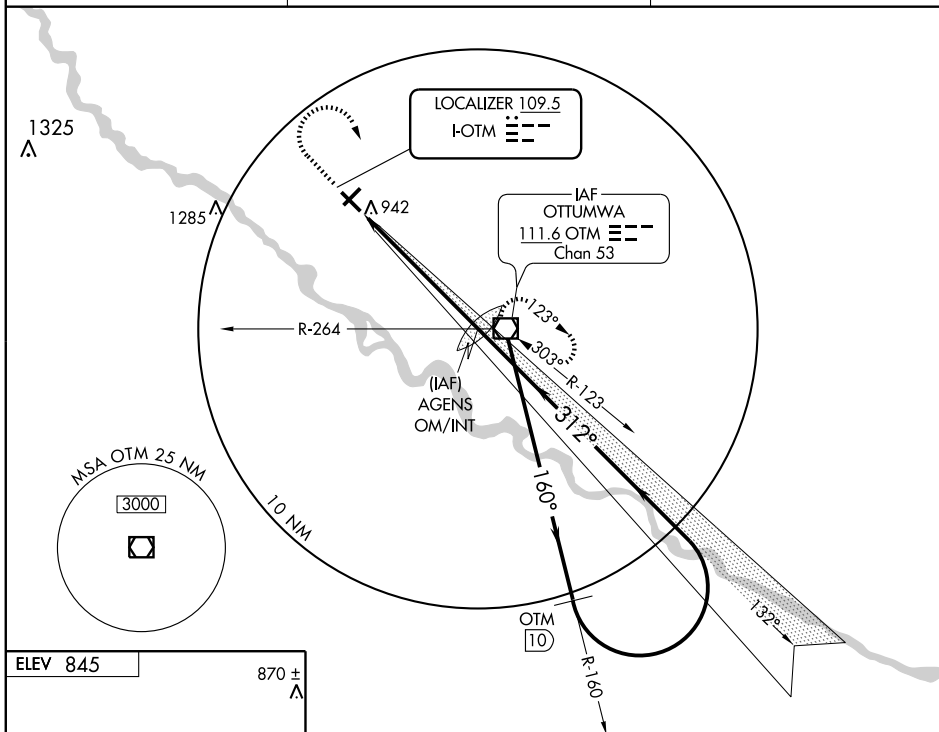 1325
LOCALIZER 109.5
I-OTM
1285
942
IAF
OTTUMWA
111.6 OTM
Chan 53
R-264
123°
303°
R-123
(IAF)
AGENS
OM/INT
312°
160°
MSA OTM 25 NM
3000
10 NM
132°
OTM
10
R-160
ELEV 845
870 ±